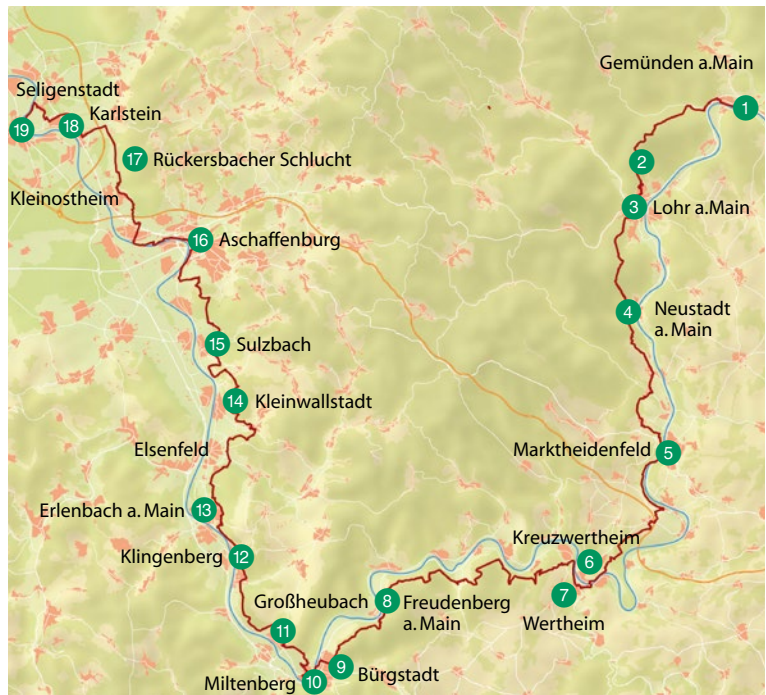 Gemünden a.Main
1
Seligenstadt
Karlstein
19
18
17
Rückersbacher Schlucht
2
Kleinostheim
3
Lohr a.Main
16
Aschaffenburg
4
Neustadt
a. Main
15
Sulzbach
14
Kleinwallstadt
Elsenfeld
Marktheidenfeld
5
Erlenbach a. Main
13
Klingenberg
12
Kreuzwertheim
6
7
Wertheim
Großheubach
8
Freudenberg
a. Main
11
9
Bürgstadt
Miltenberg
10